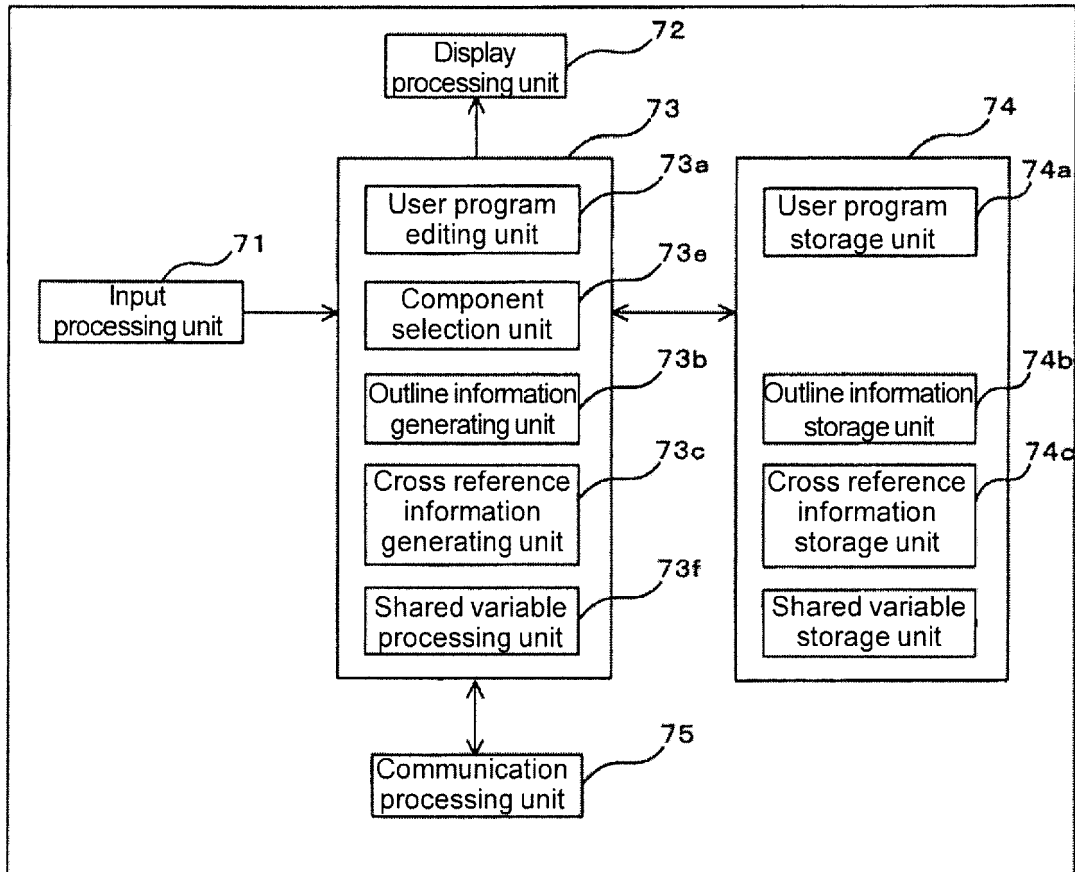 72
Display
processing unit
73
74
73a
User program
editing unit
74a
User program
storage unit
71
Input
processing unit
73e
Component
selection unit
73b
Outline information
generating unit
74b
Outline information
storage unit
73c
Cross reference
information
generating unit
74c
Cross reference
information
storage unit
73f
Shared variable
processing unit
Shared variable
storage unit
75
Communication
processing unit